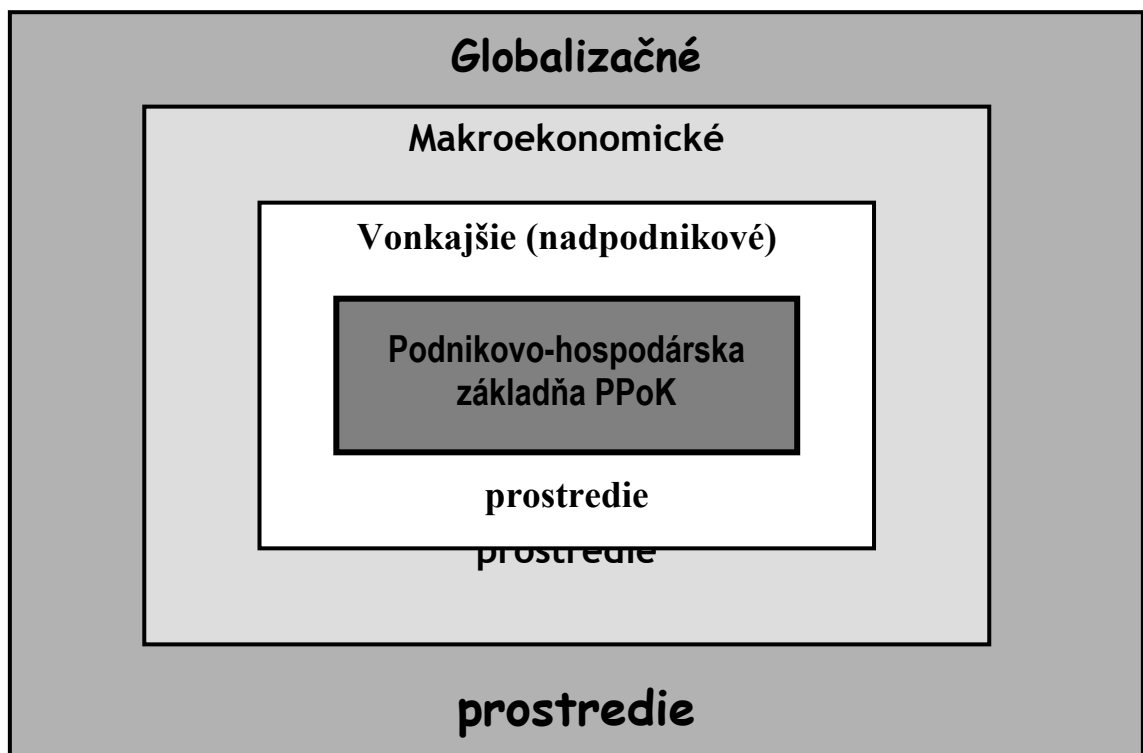 Globalizačné
Makroekonomické
Vonkajšie (nadpodnikové)
Podnikovo-hospodárska
základňa PPoK
prostredie
prostredie
prostredie